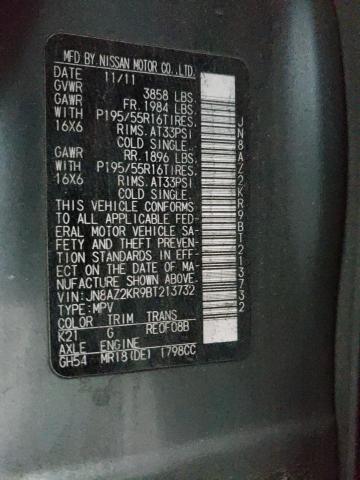 MFD BY NISSAN MOTOR CO.,LTD.
DATE 11/11
GVWR 3858 LBS.
GAWR FR. 1984 LBS.
WITH P195/55R16TIRES.
16X6 RIMS. AT33PSI
COLD SINGLE..
GAWR RR. 1896 LBS.
WITH P195/55R16TIRES.
16X6 RIMS. AT33PSI
COLD SINGLE..
THIS VEHICLE CONFORMS
TO ALL APPLICABLE FED-
ERAL MOTOR VEHICLE SA-
FETY AND THEFT PREVEN-
TION STANDARDS IN EFF-
ECT ON THE DATE OF MA-
NUFACTURE SHOWN ABOVE.
VIN: JN8AZ2KR9BT213732
TYPE: MPV
COLOR TRIM TRANS
K21 G RE0F08B
AXLE ENGINE
GH54 MR18(DE) 1798CC
JN8AZ2KR9BT213732